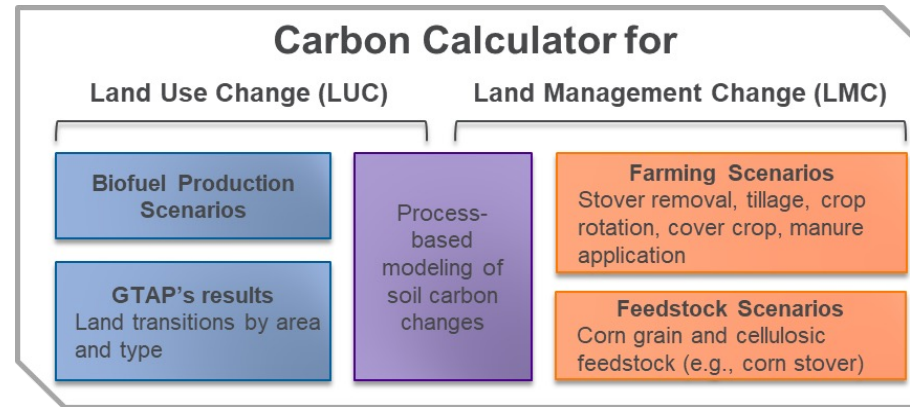 Carbon Calculator for
Land Use Change (LUC)
Land Management Change (LMC)
Biofuel Production
Scenarios
GTAP's results
Land transitions by area
and type
Process-
based
modeling of
soil carbon
changes
Farming Scenarios
Stover removal, tillage, crop
rotation, cover crop, manure
application
Feedstock Scenarios
Corn grain and cellulosic
feedstock (e.g., corn stover)